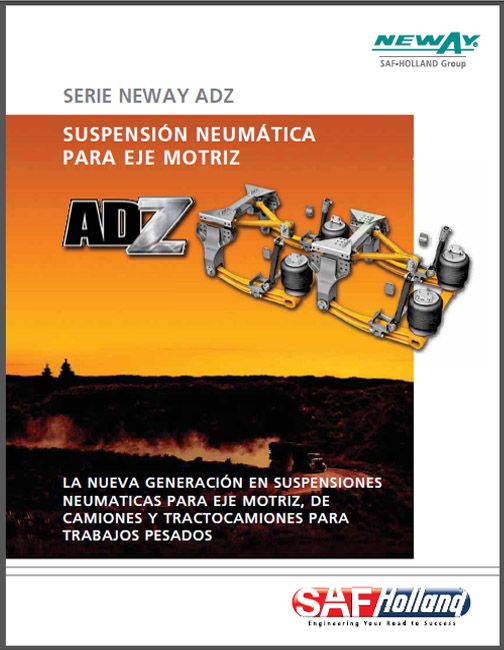 NEWAY
SAF-HOLLAND Group
SERIE NEWAY ADZ
SUSPENSIÓN NEUMÁTICA
PARA EJE MOTRIZ
ADZ
LA NUEVA GENERACIÓN EN SUSPENSIONES
NEUMATICAS PARA EJE MOTRIZ, DE
CAMIONES Y TRACTOCAMIONES PARA
TRABAJOS PESADOS
SAF Holland
Engineering Your Road to Success